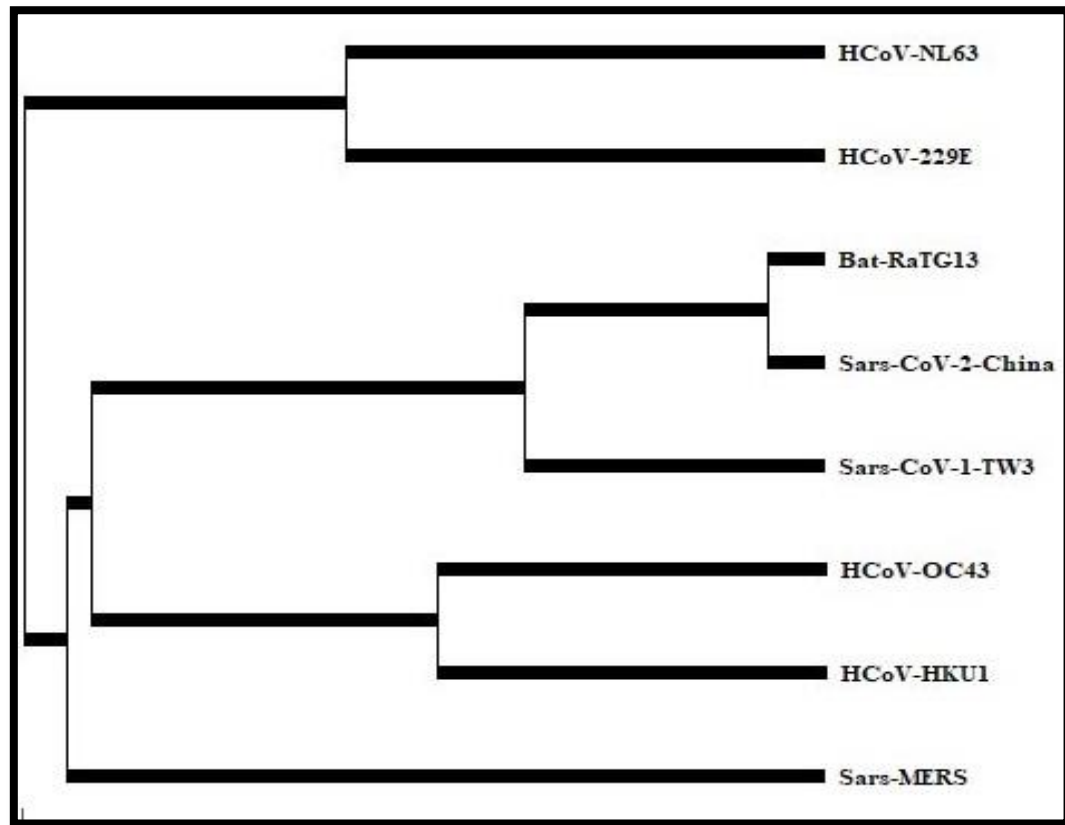 HCoV-NL63
HCoV-229E
Bat-RaTG13
Sars-CoV-2-China
Sars-CoV-1-TW3
HCoV-OC43
HCoV-HKU1
Sars-MERS